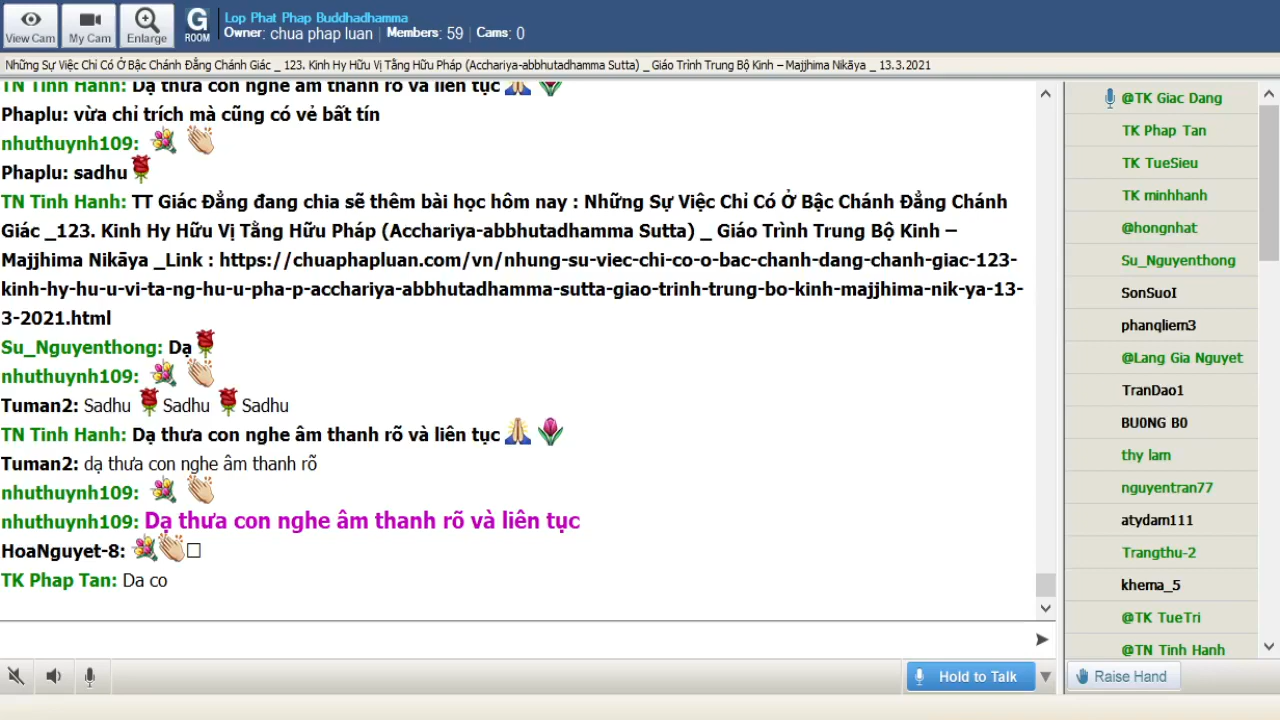 View Cam
My Cam
Enlarge
G
ROOM
Lop Phat Phap Buddhadhamma
Owner: chua phap luan Members: 59 Cams: 0
Những Sự Việc Chỉ Có Ở Bậc Chánh Đẳng Chánh Giác _ 123. Kinh Hy Hữu Vị Tằng Hữu Pháp (Acchariya-abbhutadhamma Sutta) _ Giáo Trình Trung Bộ Kinh – Majjhima Nikāya _ 13.3.2021
TN Tinh Hanh: Dạ thưa con nghe âm thanh rõ và liên tục
Phaplu: vừa chỉ trích mà cũng có vẻ bất tín
nhuthuynh109:
Phaplu: sadhu
TN Tinh Hanh: TT Giác Đẳng đang chia sẽ thêm bài học hôm nay : Những Sự Việc Chỉ Có Ở Bậc Chánh Đẳng Chánh
Giác _123. Kinh Hy Hữu Vị Tằng Hữu Pháp (Acchariya-abbhutadhamma Sutta) _ Giáo Trình Trung Bộ Kinh –
Majjhima Nikāya _Link : https://chuaphapluan.com/vn/nhung-su-viec-chi-co-o-bac-chanh-dang-chanh-giac-123-
kinh-hy-hu-u-vi-ta-ng-hu-u-pha-p-acchariya-abbhutadhamma-sutta-giao-trinh-trung-bo-kinh-majjhima-nik-ya-13-
3-2021.html
Su_Nguyenthong: Dạ
nhuthuynh109:
Tuman2: Sadhu Sadhu Sadhu
TN Tinh Hanh: Dạ thưa con nghe âm thanh rõ và liên tục
Tuman2: dạ thưa con nghe âm thanh rõ
nhuthuynh109:
nhuthuynh109: Dạ thưa con nghe âm thanh rõ và liên tục
HoaNguyet-8:
TK Phap Tan: Da co
@TK Giac Dang
TK Phap Tan
TK TueSieu
TK minhhanh
@hongnhat
Su_Nguyenthong
SonSuoI
phanqliem3
@Lang Gia Nguyet
TranDao1
BU0NG B0
thy lam
nguyentran77
atydam111
Trangthu-2
khema_5
@TK TueTri
@TN Tinh Hanh
Hold to Talk
Raise Hand